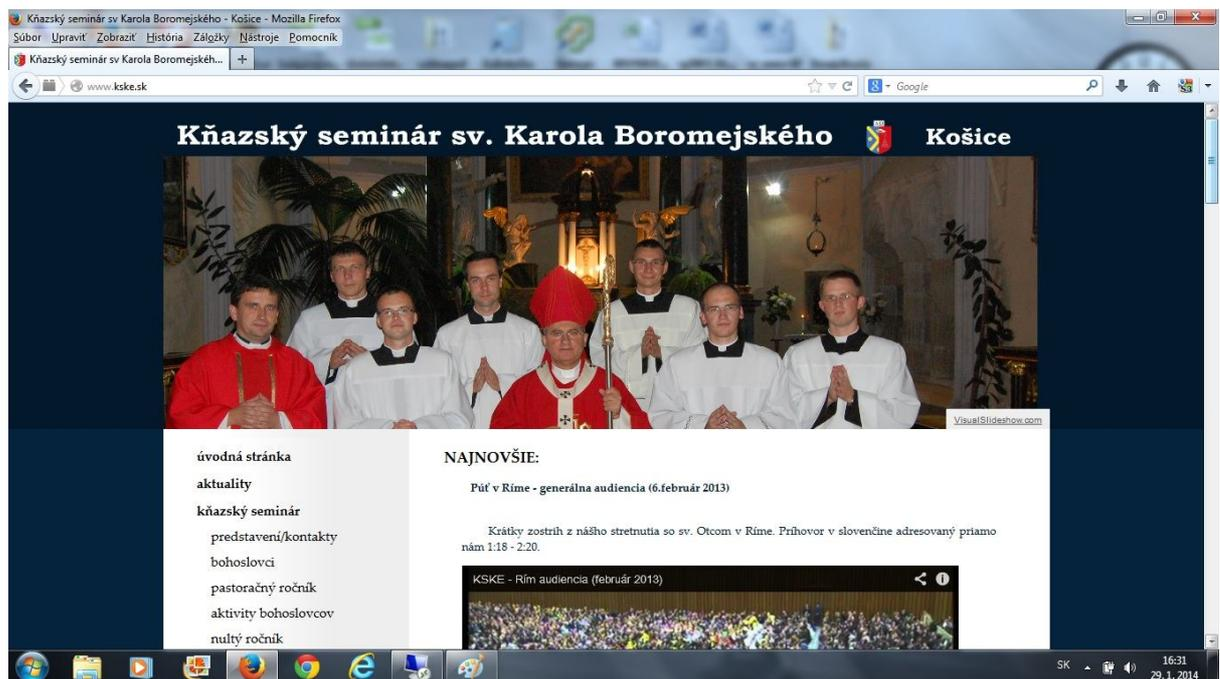 Kňazský seminár sv Karola Boromejského - Košice - Mozilla Firefox
Súbor Upraviť Zobraziť História Záložky Nástroje Pomocník
Kňazský seminár sv Karola Boromejskéh... +
www.kske.sk
Google
Kňazský seminár sv. Karola Boromejského Košice
VisualSlideshow.com
úvodná stránka
aktuality
kňazský seminár
predstavení/kontakty
bohoslovci
pastoračný ročník
aktivity bohoslovcov
nultý ročník
NAJNOVŠIE:
Púť v Ríme - generálna audiencia (6.február 2013)
Krátky zostrih z nášho stretnutia so sv. Otcom v Ríme. Príhovor v slovenčine adresovaný priamo
nám 1:18 - 2:20.
KSKE - Rím audiencia (február 2013)
SK
16:31
29. 1. 2014